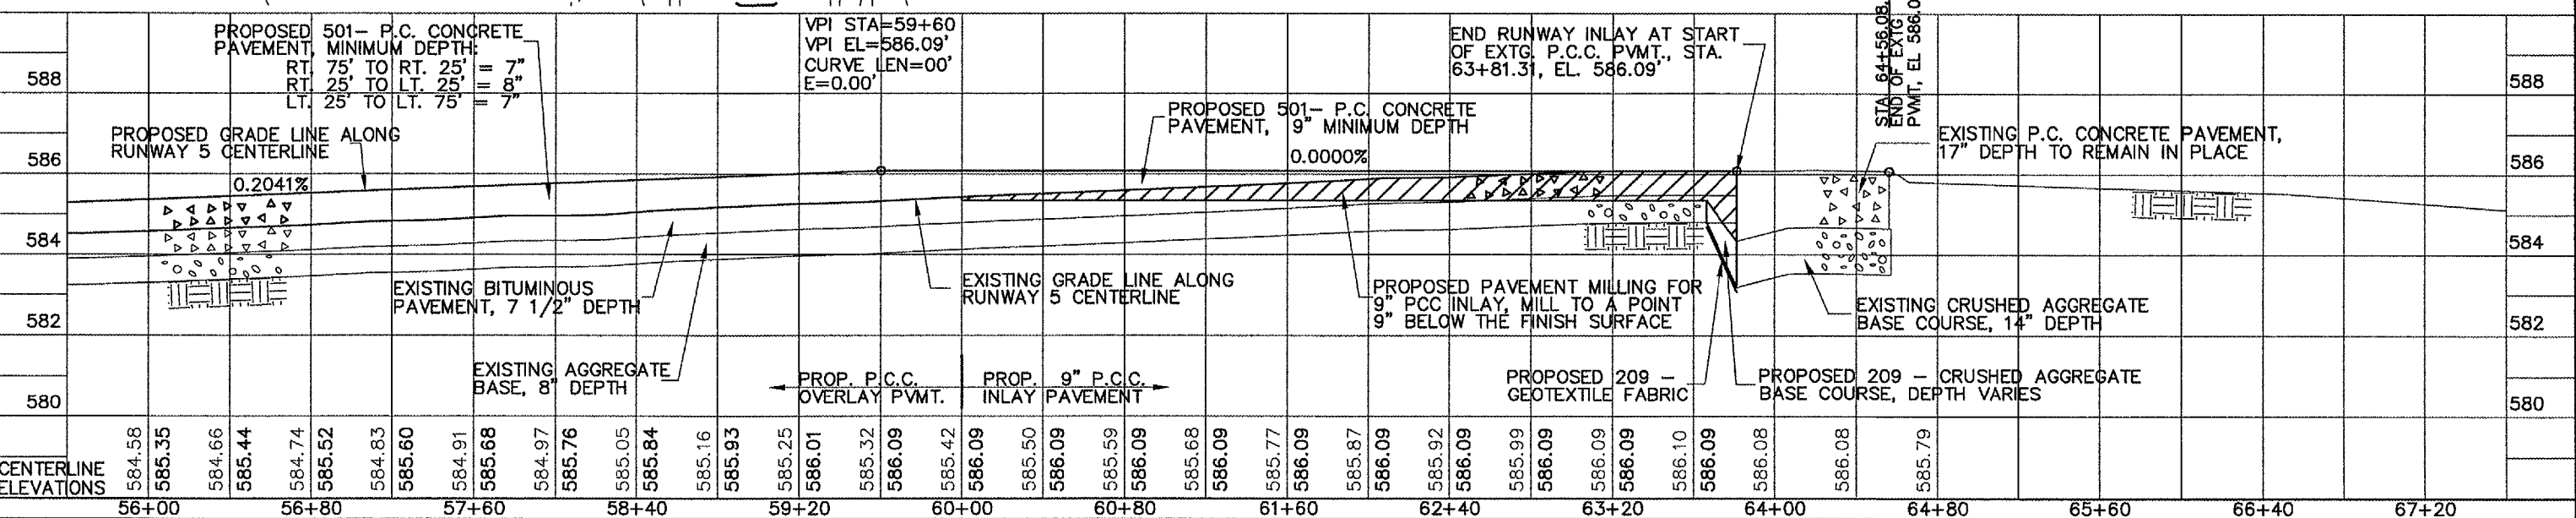 PROPOSED 501- P.C. CONCRETE
PAVEMENT, MINIMUM DEPTH:
RT. 75' TO RT. 25' = 7"
RT. 25' TO LT. 25' = 8"
LT. 25' TO LT. 75' = 7"
VPI STA=59+60
VPI EL=586.09'
CURVE LEN=00'
E=0.00'
END RUNWAY INLAY AT START
OF EXTG. P.C.C. PVMT., STA.
63+81.31, EL. 586.09'
STA 64+56.08,
END OF EXTG
PVMT, EL 586.0
588
588
PROPOSED GRADE LINE ALONG
RUNWAY 5 CENTERLINE
PROPOSED 501- P.C. CONCRETE
PAVEMENT, 9" MINIMUM DEPTH
EXISTING P.C. CONCRETE PAVEMENT,
17" DEPTH TO REMAIN IN PLACE
586
586
0.2041%
0.0000%
584
584
EXISTING BITUMINOUS
PAVEMENT, 7 1/2" DEPTH
EXISTING GRADE LINE ALONG
RUNWAY 5 CENTERLINE
PROPOSED PAVEMENT MILLING FOR
9" PCC INLAY, MILL TO A POINT
9" BELOW THE FINISH SURFACE
EXISTING CRUSHED AGGREGATE
BASE COURSE, 14" DEPTH
582
582
EXISTING AGGREGATE
BASE, 8" DEPTH
PROP. P.C.C.
OVERLAY PVMT.
PROP. 9" P.C.C.
INLAY PAVEMENT
PROPOSED 209 -
GEOTEXTILE FABRIC
PROPOSED 209 - CRUSHED AGGREGATE
BASE COURSE, DEPTH VARIES
580
580
CENTERLINE
ELEVATIONS
584.58
585.35
584.66
585.44
584.74
585.52
584.83
585.60
584.91
585.68
584.97
585.76
585.05
585.84
585.16
585.93
585.25
586.01
585.32
586.09
585.42
586.09
585.50
586.09
585.59
586.09
585.68
586.09
585.77
586.09
585.87
586.09
585.92
586.09
585.99
586.09
586.09
586.09
586.10
586.09
586.08
586.08
585.79
56+00
56+80
57+60
58+40
59+20
60+00
60+80
61+60
62+40
63+20
64+00
64+80
65+60
66+40
67+20